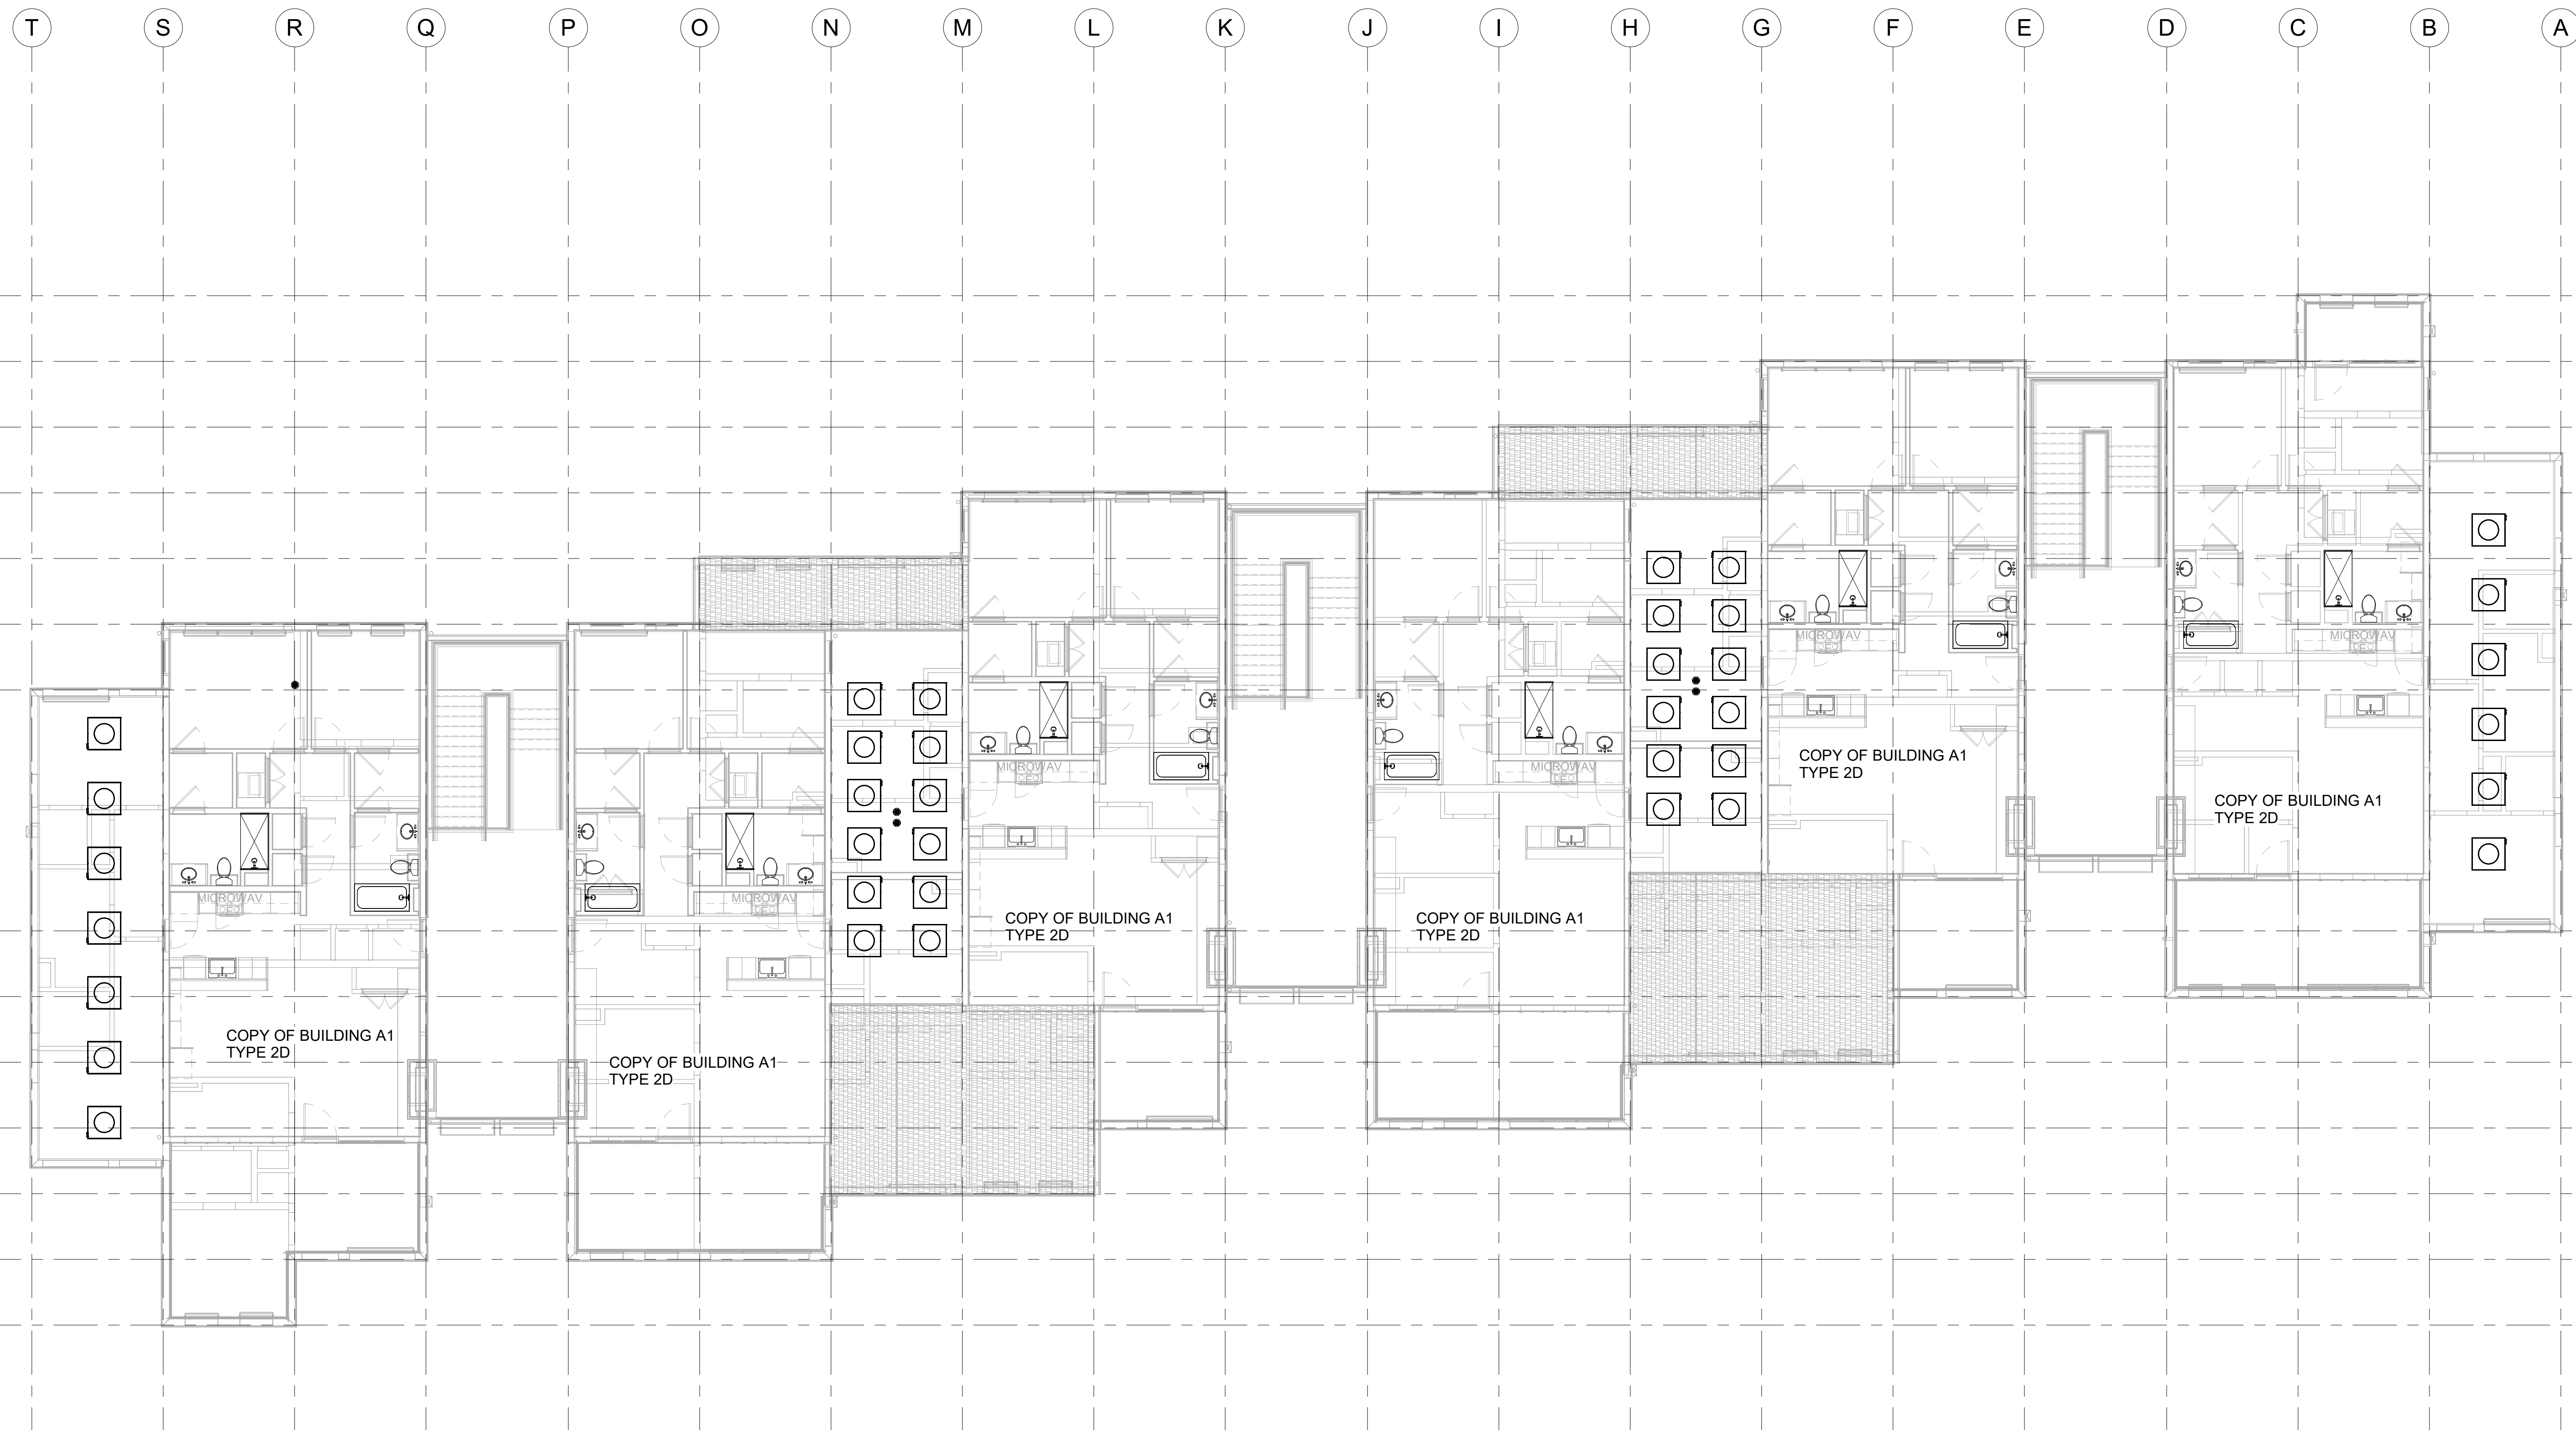 T S R Q P O N M L K J I H G F E D C B A
MICROWAV
MICROWAV
COPY OF BUILDING A1
TYPE 2D
COPY OF BUILDING A1
TYPE 2D
MICROWAV
MICROWAV
COPY OF BUILDING A1
TYPE 2D
COPY OF BUILDING A1
TYPE 2D
MICROWAV
MICROWAV
COPY OF BUILDING A1
TYPE 2D
COPY OF BUILDING A1
TYPE 2D